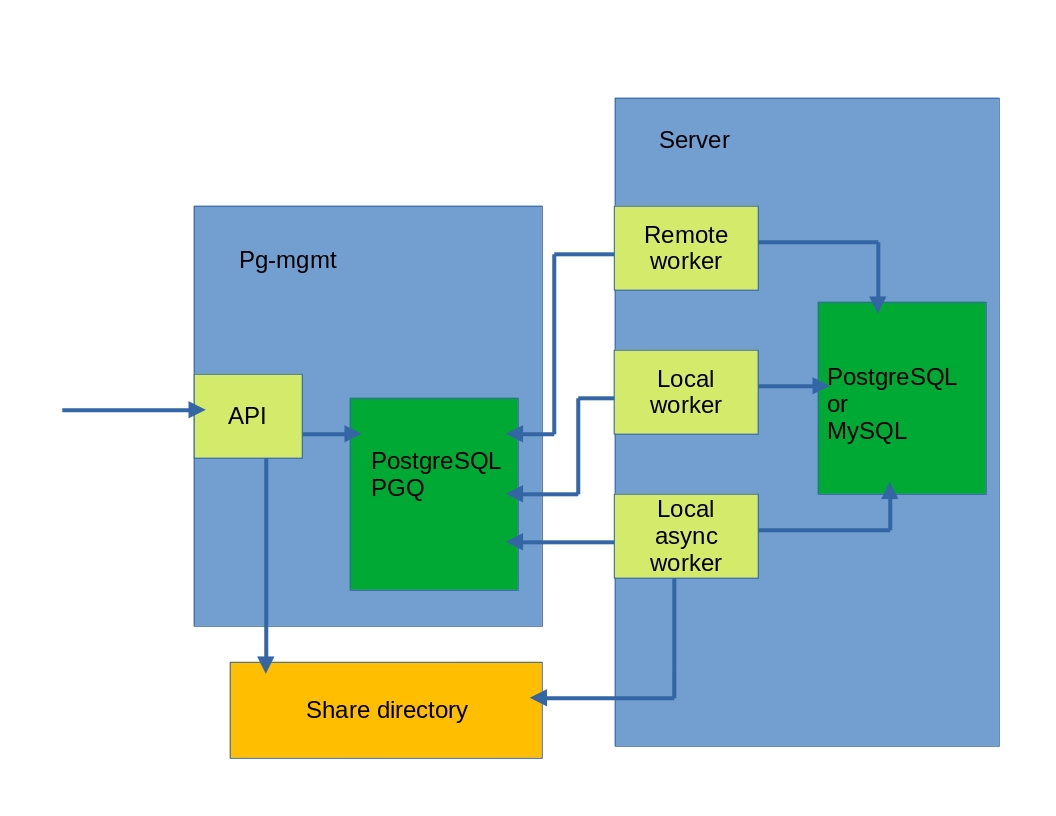 Server
Remote
worker
Pg-mgmt
Local
worker
API
PostgreSQL
PGQ
PostgreSQL
or
MySQL
Local
async
worker
Share directory